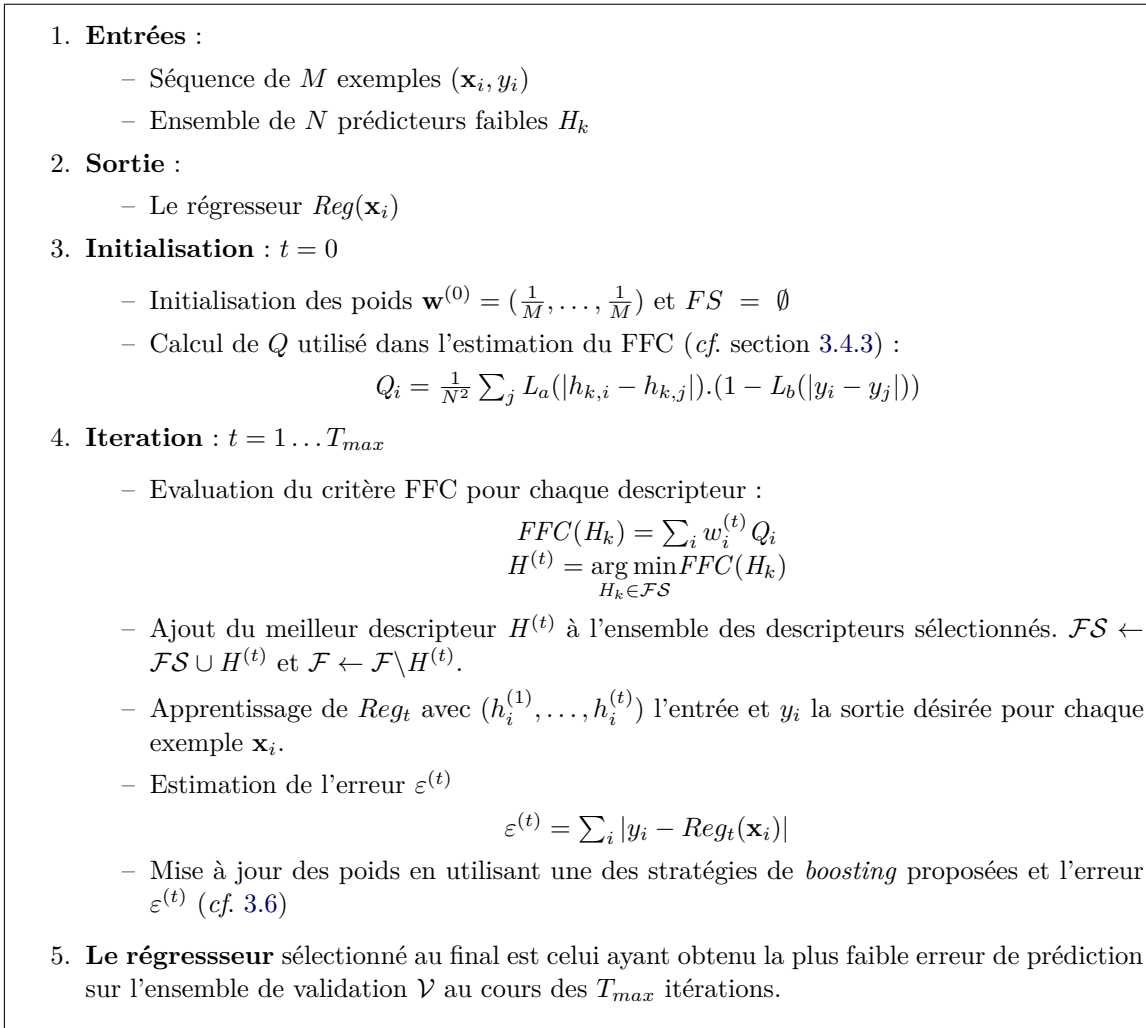 1. Entrées :
– Séquence de M exemples (x_i, y_i)
– Ensemble de N prédicteurs faibles H_k
2. Sortie :
– Le régresseur Reg(x_i)
3. Initialisation : t = 0
– Initialisation des poids w^(0) = (1/M, . . . , 1/M) et FS = ∅
– Calcul de Q utilisé dans l'estimation du FFC (cf. section 3.4.3) :
Q_i = 1/N² ∑_j L_a(|h_{k,i} − h_{k,j}|).(1 − L_b(|y_i − y_j|))
4. Iteration : t = 1 . . . T_max
– Evaluation du critère FFC pour chaque descripteur :
FFC(H_k) = ∑_i w_i^(t) Q_i
H^(t) = arg min FFC(H_k)
H_k∈FS
– Ajout du meilleur descripteur H^(t) à l'ensemble des descripteurs sélectionnés. FS ←
FS ∪ H^(t) et F ← F\H^(t).
– Apprentissage de Reg_t avec (h_i^(1), . . . , h_i^(t)) l'entrée et y_i la sortie désirée pour chaque
exemple x_i.
– Estimation de l'erreur ε^(t)
ε^(t) = ∑_i |y_i − Reg_t(x_i)|
– Mise à jour des poids en utilisant une des stratégies de boosting proposées et l'erreur
ε^(t) (cf. 3.6)
5. Le régressseur sélectionné au final est celui ayant obtenu la plus faible erreur de prédiction
sur l'ensemble de validation V au cours des T_max itérations.